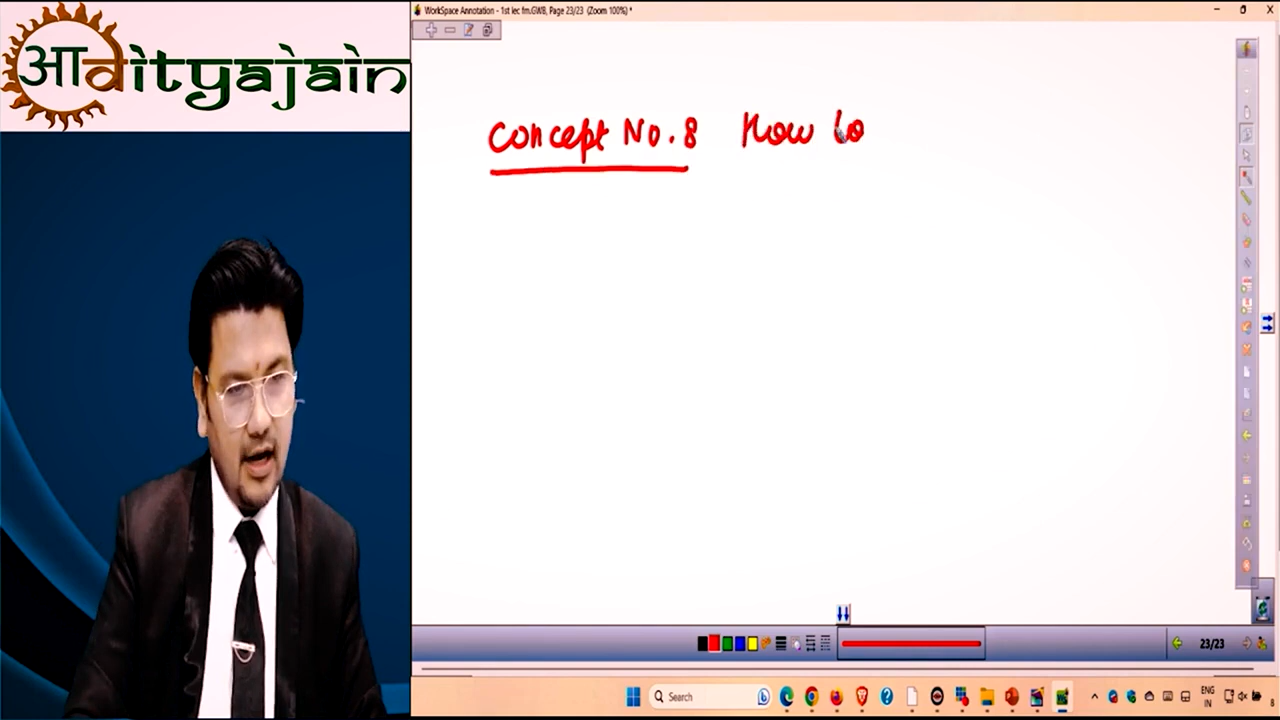 आdityajain
WorkSpace Annotation - 1st lec fm.GWB, Page 23/23 (Zoom 100%) *
Concept No. 8 How to
23/23
Search
ENG
IN